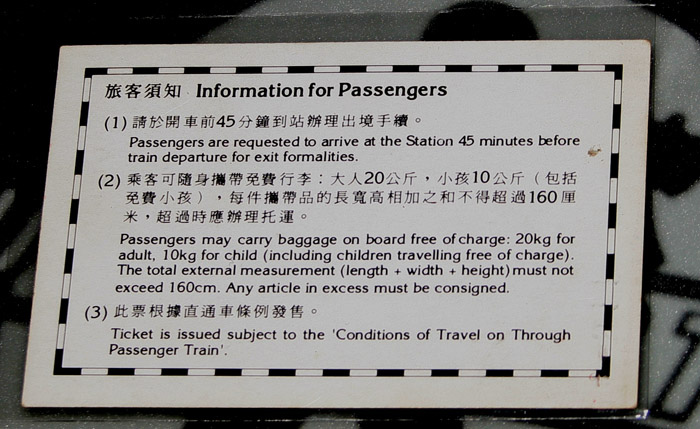 旅客須知 Information for Passengers
(1) 請於開車前45分鐘到站辦理出境手續。
Passengers are requested to arrive at the Station 45 minutes before
train departure for exit formalities.
(2) 乘客可隨身攜帶免費行李：大人20公斤，小孩10公斤（包括
免費小孩），每件攜帶品的長寬高相加之和不得超過160厘
米，超過時應辦理托運。
Passengers may carry baggage on board free of charge: 20kg for
adult, 10kg for child (including children travelling free of charge).
The total external measurement (length + width + height) must not
exceed 160cm. Any article in excess must be consigned.
(3) 此票根據直通車條例發售。
Ticket is issued subject to the 'Conditions of Travel on Through
Passenger Train'.